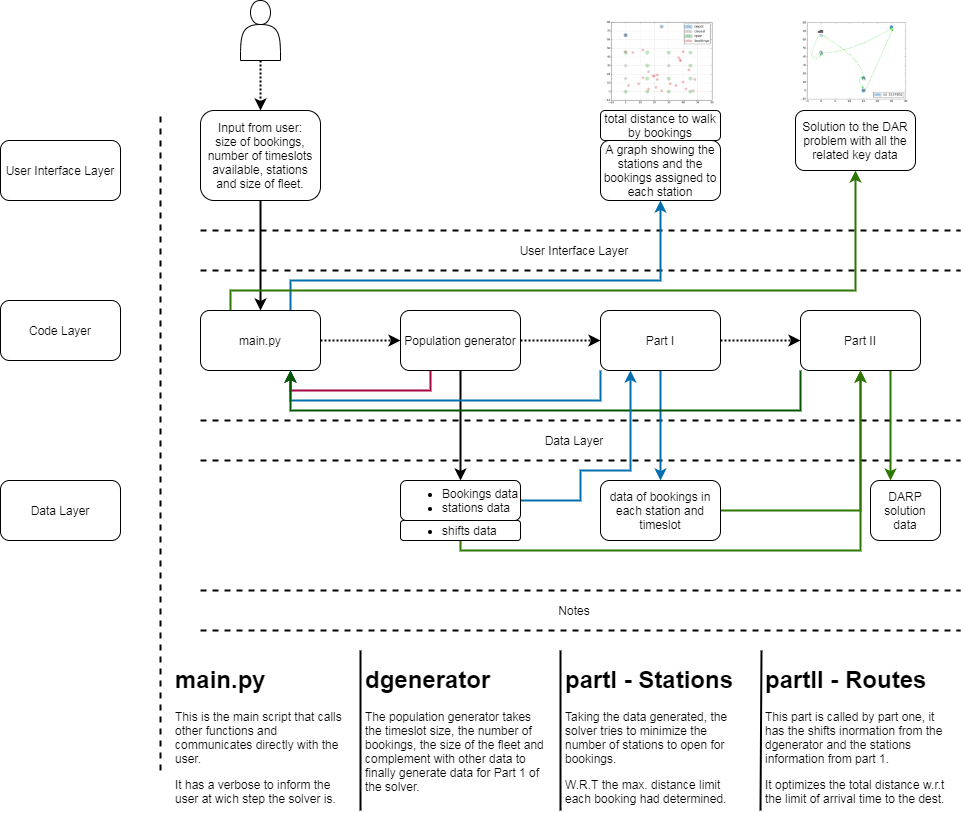 Input from user:
size of bookings,
number of timeslots
available, stations
and size of fleet.
total distance to walk
by bookings
A graph showing the
stations and the
bookings assigned to
each station
Solution to the DAR
problem with all the
related key data
User Interface Layer
User Interface Layer
Code Layer
main.py
Population generator
Part I
Part II
Data Layer
Data Layer
Bookings data
stations data
shifts data
data of bookings in
each station and
timeslot
DARP
solution
data
Notes
main.py
This is the main script that calls
other functions and
communicates directly with the
user.
It has a verbose to inform the
user at wich step the solver is.
dgenerator
The population generator takes
the timeslot size, the number of
bookings, the size of the fleet and
complement with other data to
finally generate data for Part 1 of
the solver.
partI - Stations
Taking the data generated, the
solver tries to minimize the
number of stations to open for
bookings.
W.R.T the max. distance limit
each booking had determined.
partII - Routes
This part is called by part one, it
has the shifts inormation from the
dgenerator and the stations
information from part 1.
It optimizes the total distance w.r.t
the limit of arrival time to the dest.